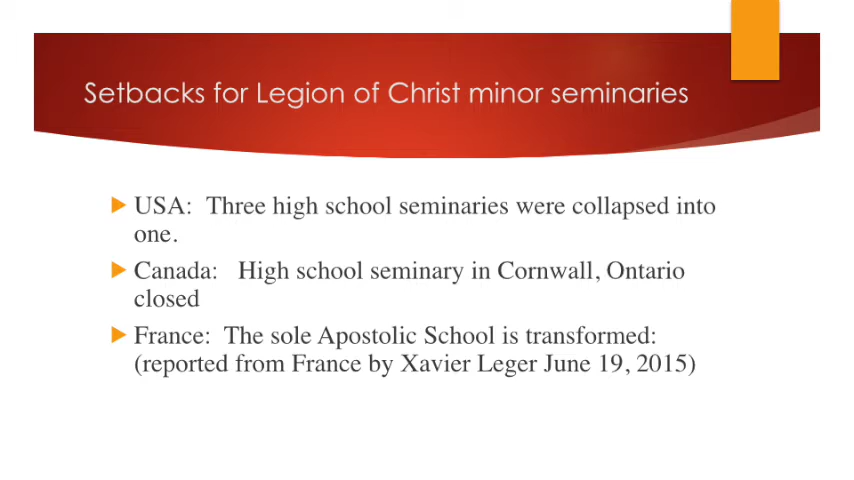 Setbacks for Legion of Christ minor seminaries
USA:  Three high school seminaries were collapsed into
one.
Canada:   High school seminary in Cornwall, Ontario
closed
France:  The sole Apostolic School is transformed:
(reported from France by Xavier Leger June 19, 2015)